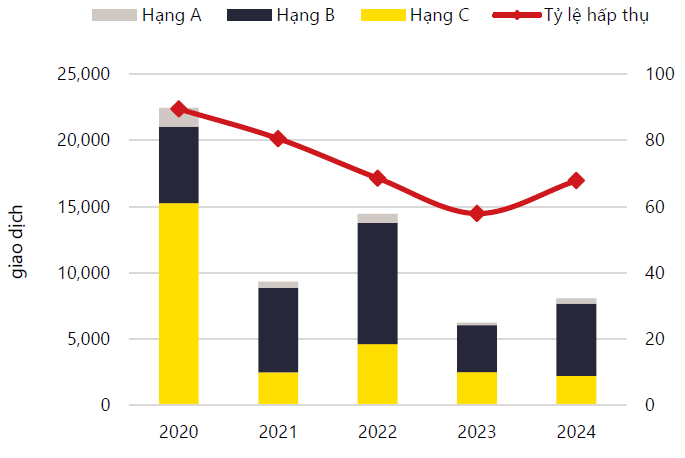 Hạng A Hạng B Hạng C Tỷ lệ hấp thụ
25,000 100
20,000 80
15,000 60
giao dịch
10,000 40
5,000 20
0 0
2020 2021 2022 2023 2024